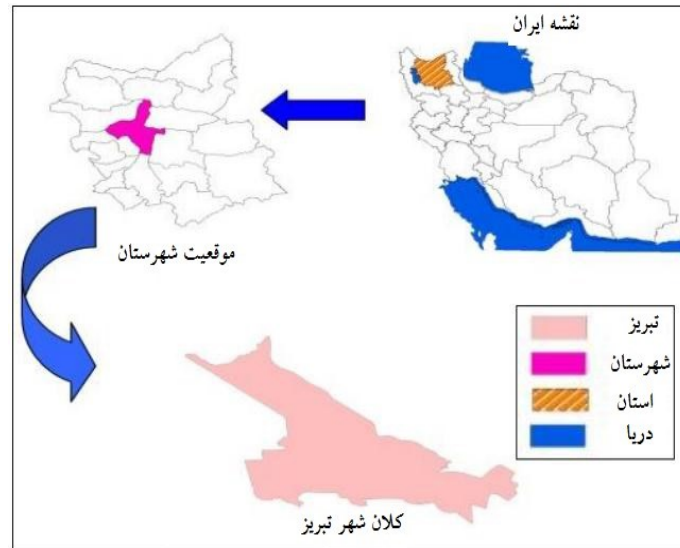 نقشه ایران
موقعیت شهرستان
تبریز
شهرستان
استان
دریا
کلان شهر تبریز